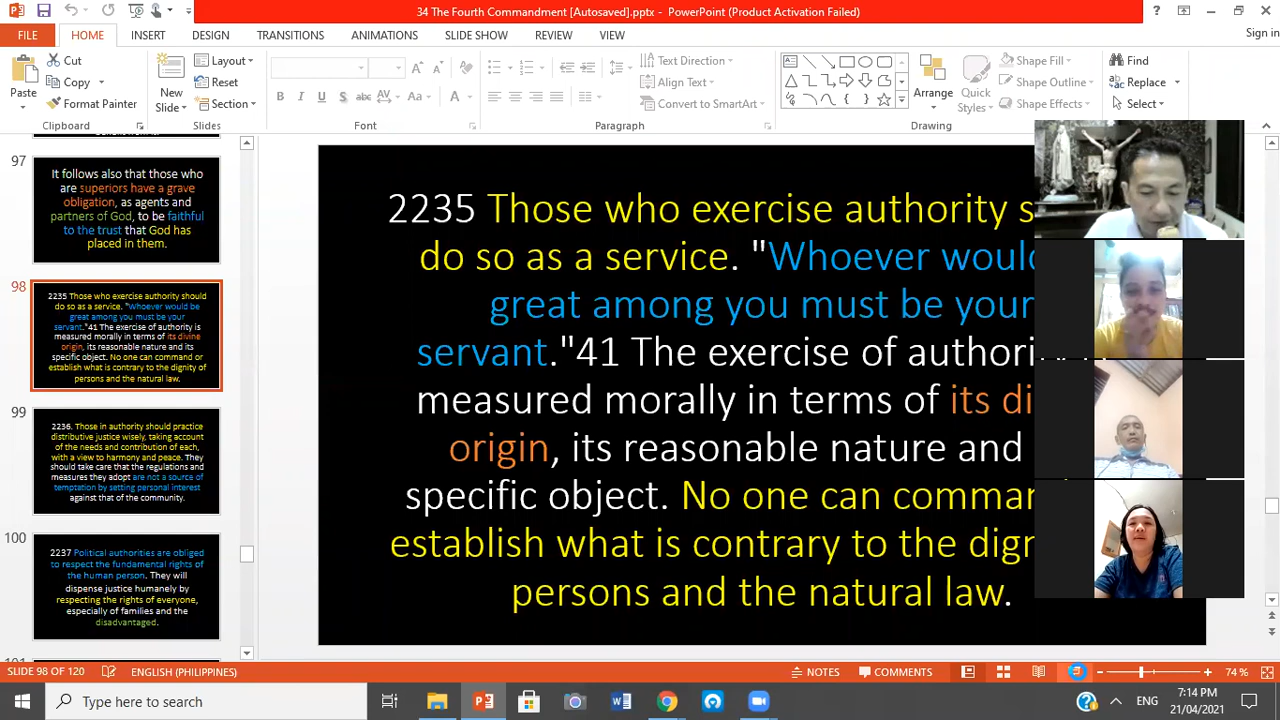 34 The Fourth Commandment [Autosaved].pptx - PowerPoint (Product Activation Failed)
Sign in
FILE HOME INSERT DESIGN TRANSITIONS ANIMATIONS SLIDE SHOW REVIEW VIEW
Paste
Cut
Copy
Format Painter
Clipboard
New
Slide
Layout
Reset
Section
Slides
Font
Text Direction
Align Text
Convert to SmartArt
Paragraph
Arrange
Quick
Styles
Shape Fill
Shape Outline
Shape Effects
Drawing
Find
Replace
Select
97
It follows also that those who
are superiors have a grave
obligation, as agents and
partners of God, to be faithful
to the trust that God has
placed in them.
98
2235 Those who exercise authority should
do so as a service. "Whoever would be
great among you must be your
servant."41 The exercise of authority is
measured morally in terms of its divine
origin, its reasonable nature and its
specific object. No one can command or
establish what is contrary to the dignity of
persons and the natural law.
99
2236. Those in authority should practice
distributive justice wisely, taking account
of the needs and contribution of each,
with a view to harmony and peace. They
should take care that the regulations and
measures they adopt are not a source of
temptation by setting personal interest
against that of the community.
100
2237 Political authorities are obliged
to respect the fundamental rights of
the human person. They will
dispense justice humanely by
respecting the rights of everyone,
especially of families and the
disadvantaged.
2235 Those who exercise authority s
do so as a service. "Whoever would
great among you must be your
servant."41 The exercise of authori
measured morally in terms of its di
origin, its reasonable nature and
specific object. No one can comman
establish what is contrary to the dign
persons and the natural law.
SLIDE 98 OF 120 ENGLISH (PHILIPPINES) NOTES COMMENTS 74 %
Type here to search
ENG
7:14 PM
21/04/2021